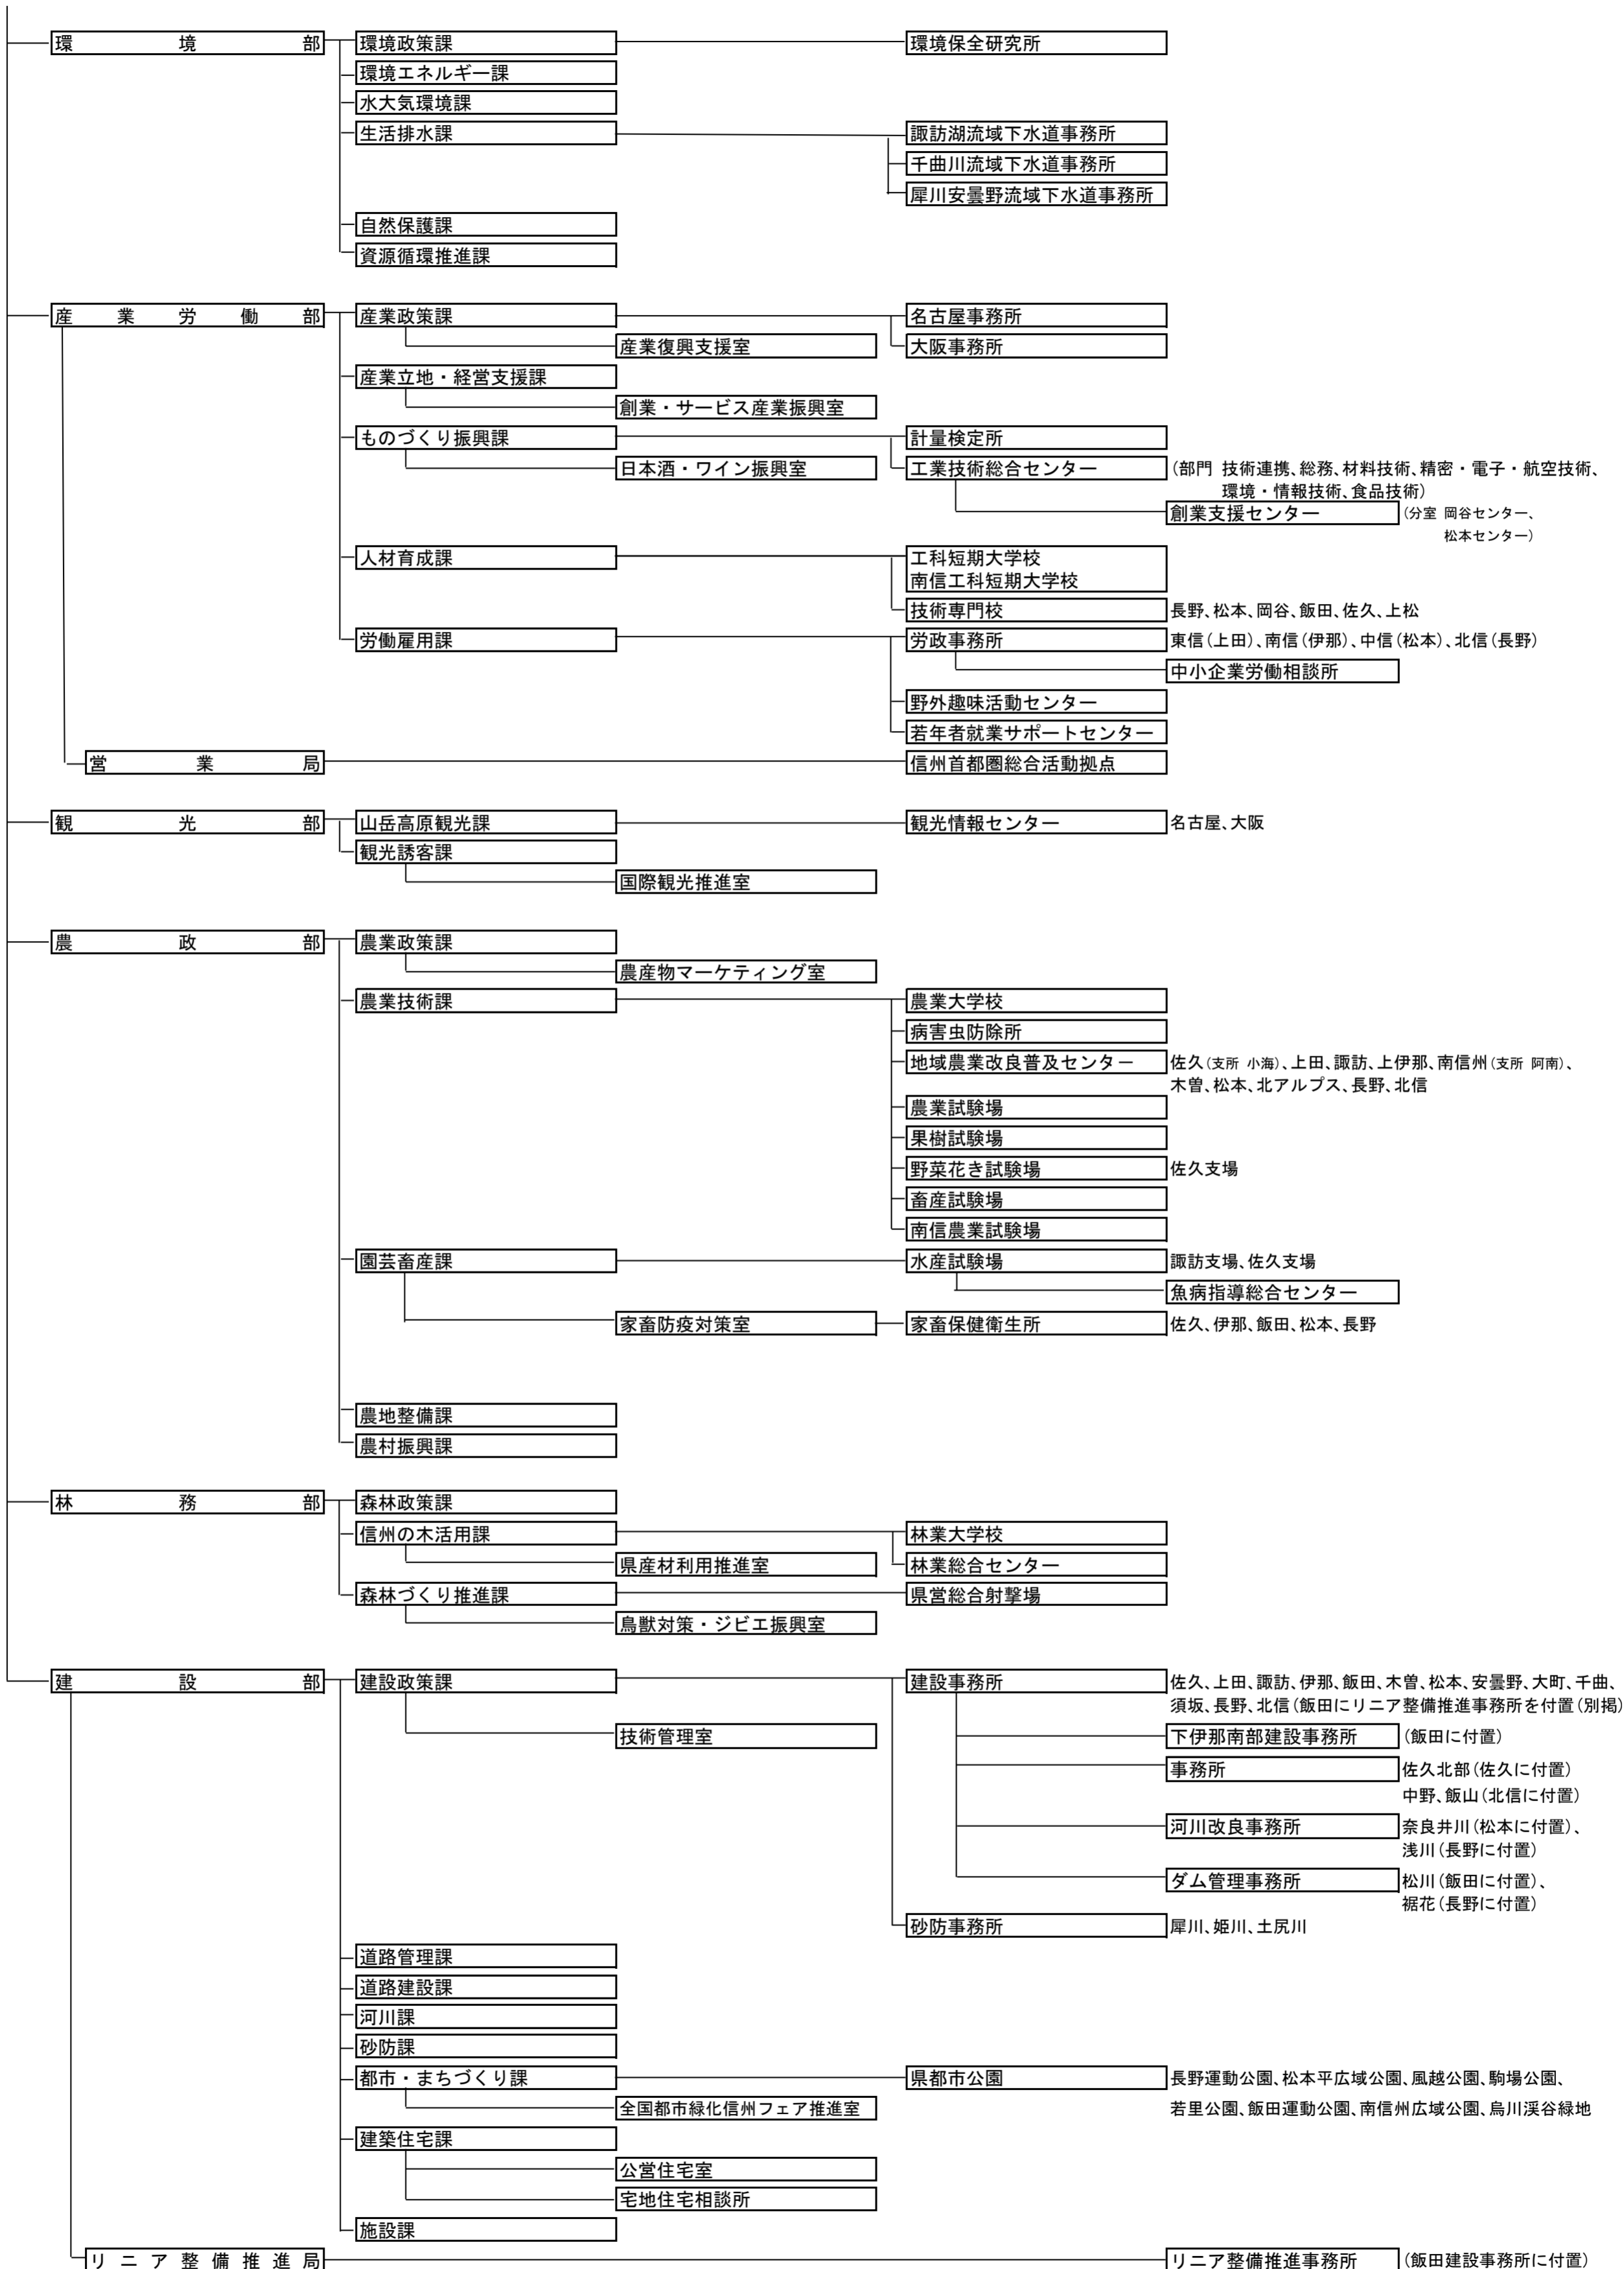 環境部 環境政策課 環境保全研究所
環境エネルギー課
水大気環境課
生活排水課 諏訪湖流域下水道事務所
千曲川流域下水道事務所
犀川安曇野流域下水道事務所
自然保護課
資源循環推進課
産業労働部 産業政策課 名古屋事務所
産業復興支援室 大阪事務所
産業立地・経営支援課
創業・サービス産業振興室
ものづくり振興課 計量検定所
日本酒・ワイン振興室 工業技術総合センター (部門 技術連携、総務、材料技術、精密・電子・航空技術、
環境・情報技術、食品技術)
創業支援センター (分室 岡谷センター、
松本センター)
人材育成課 工科短期大学校
南信工科短期大学校
技術専門校 長野、松本、岡谷、飯田、佐久、上松
労働雇用課 労政事務所 東信(上田)、南信(伊那)、中信(松本)、北信(長野)
中小企業労働相談所
野外趣味活動センター
若年者就業サポートセンター
営業局 信州首都圏総合活動拠点
観光部 山岳高原観光課 観光情報センター 名古屋、大阪
観光誘客課
国際観光推進室
農政部 農業政策課
農産物マーケティング室
農業技術課 農業大学校
病害虫防除所
地域農業改良普及センター 佐久(支所 小海)、上田、諏訪、上伊那、南信州(支所 阿南)、
木曽、松本、北アルプス、長野、北信
農業試験場
果樹試験場
野菜花き試験場 佐久支場
畜産試験場
南信農業試験場
園芸畜産課 水産試験場 諏訪支場、佐久支場
魚病指導総合センター
家畜防疫対策室 家畜保健衛生所 佐久、伊那、飯田、松本、長野
農地整備課
農村振興課
林務部 森林政策課
信州の木活用課 林業大学校
県産材利用推進室 林業総合センター
森林づくり推進課 県営総合射撃場
鳥獣対策・ジビエ振興室
建設部 建設政策課 建設事務所 佐久、上田、諏訪、伊那、飯田、木曽、松本、安曇野、大町、千曲、
須坂、長野、北信(飯田にリニア整備推進事務所を付置(別掲)
技術管理室 下伊那南部建設事務所 (飯田に付置)
事務所 佐久北部(佐久に付置)
中野、飯山(北信に付置)
河川改良事務所 奈良井川(松本に付置)、
浅川(長野に付置)
ダム管理事務所 松川(飯田に付置)、
裾花(長野に付置)
砂防事務所 犀川、姫川、土尻川
道路管理課
道路建設課
河川課
砂防課
都市・まちづくり課 県都市公園 長野運動公園、松本平広域公園、風越公園、駒場公園、
全国都市緑化信州フェア推進室 若里公園、飯田運動公園、南信州広域公園、烏川渓谷緑地
建築住宅課
公営住宅室
宅地住宅相談所
施設課
リニア整備推進局 リニア整備推進事務所 (飯田建設事務所に付置)